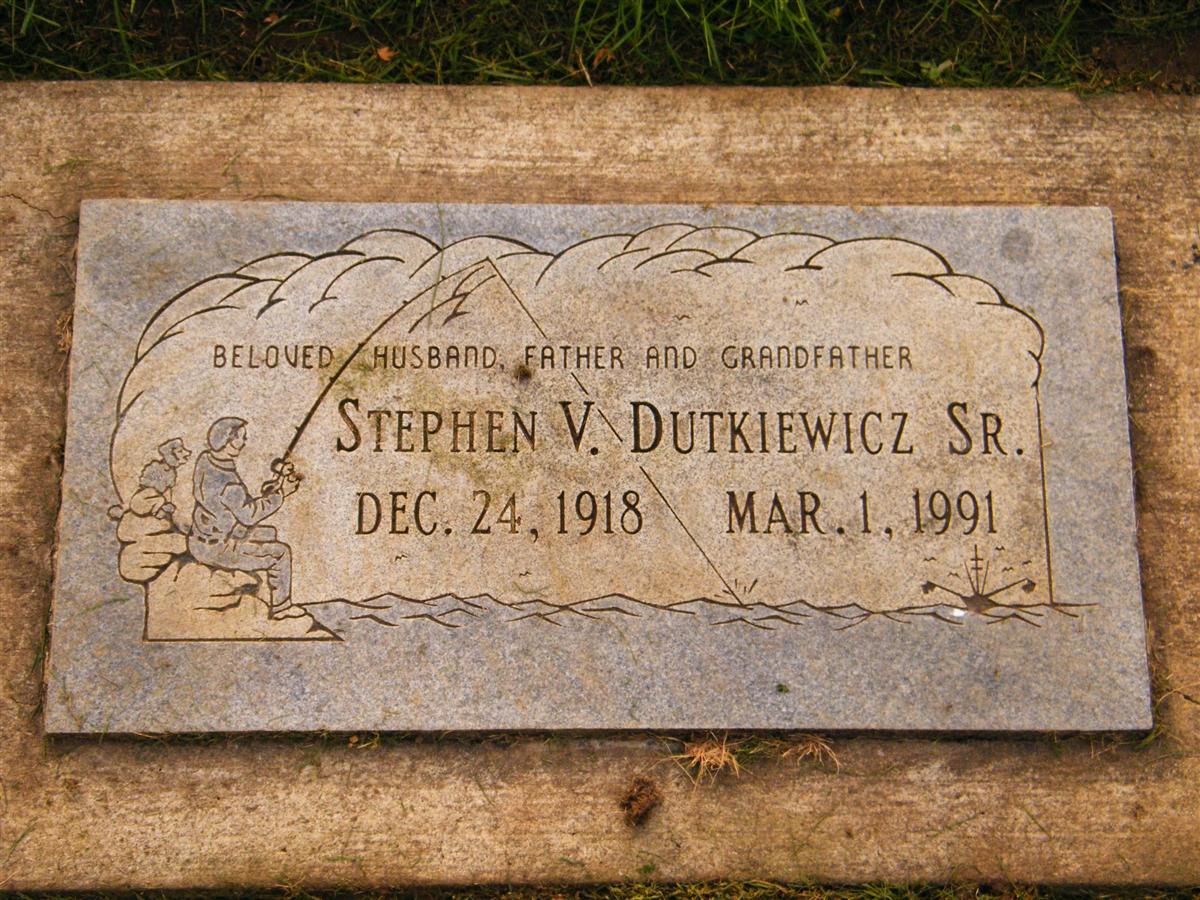 BELOVED HUSBAND, FATHER AND GRANDFATHER
STEPHEN V. DUTKIEWICZ SR.
DEC. 24, 1918 MAR. 1, 1991